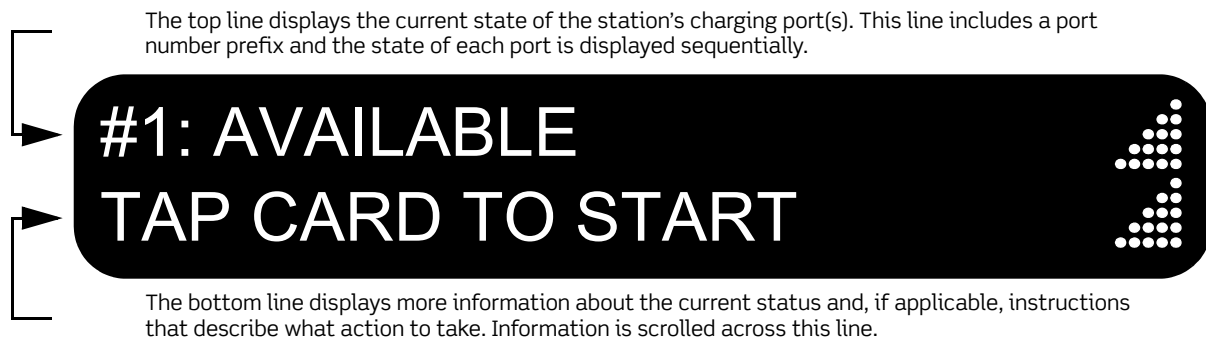 The top line displays the current state of the station’s charging port(s). This line includes a port
number prefix and the state of each port is displayed sequentially.
#1: AVAILABLE
TAP CARD TO START
The bottom line displays more information about the current status and, if applicable, instructions
that describe what action to take. Information is scrolled across this line.